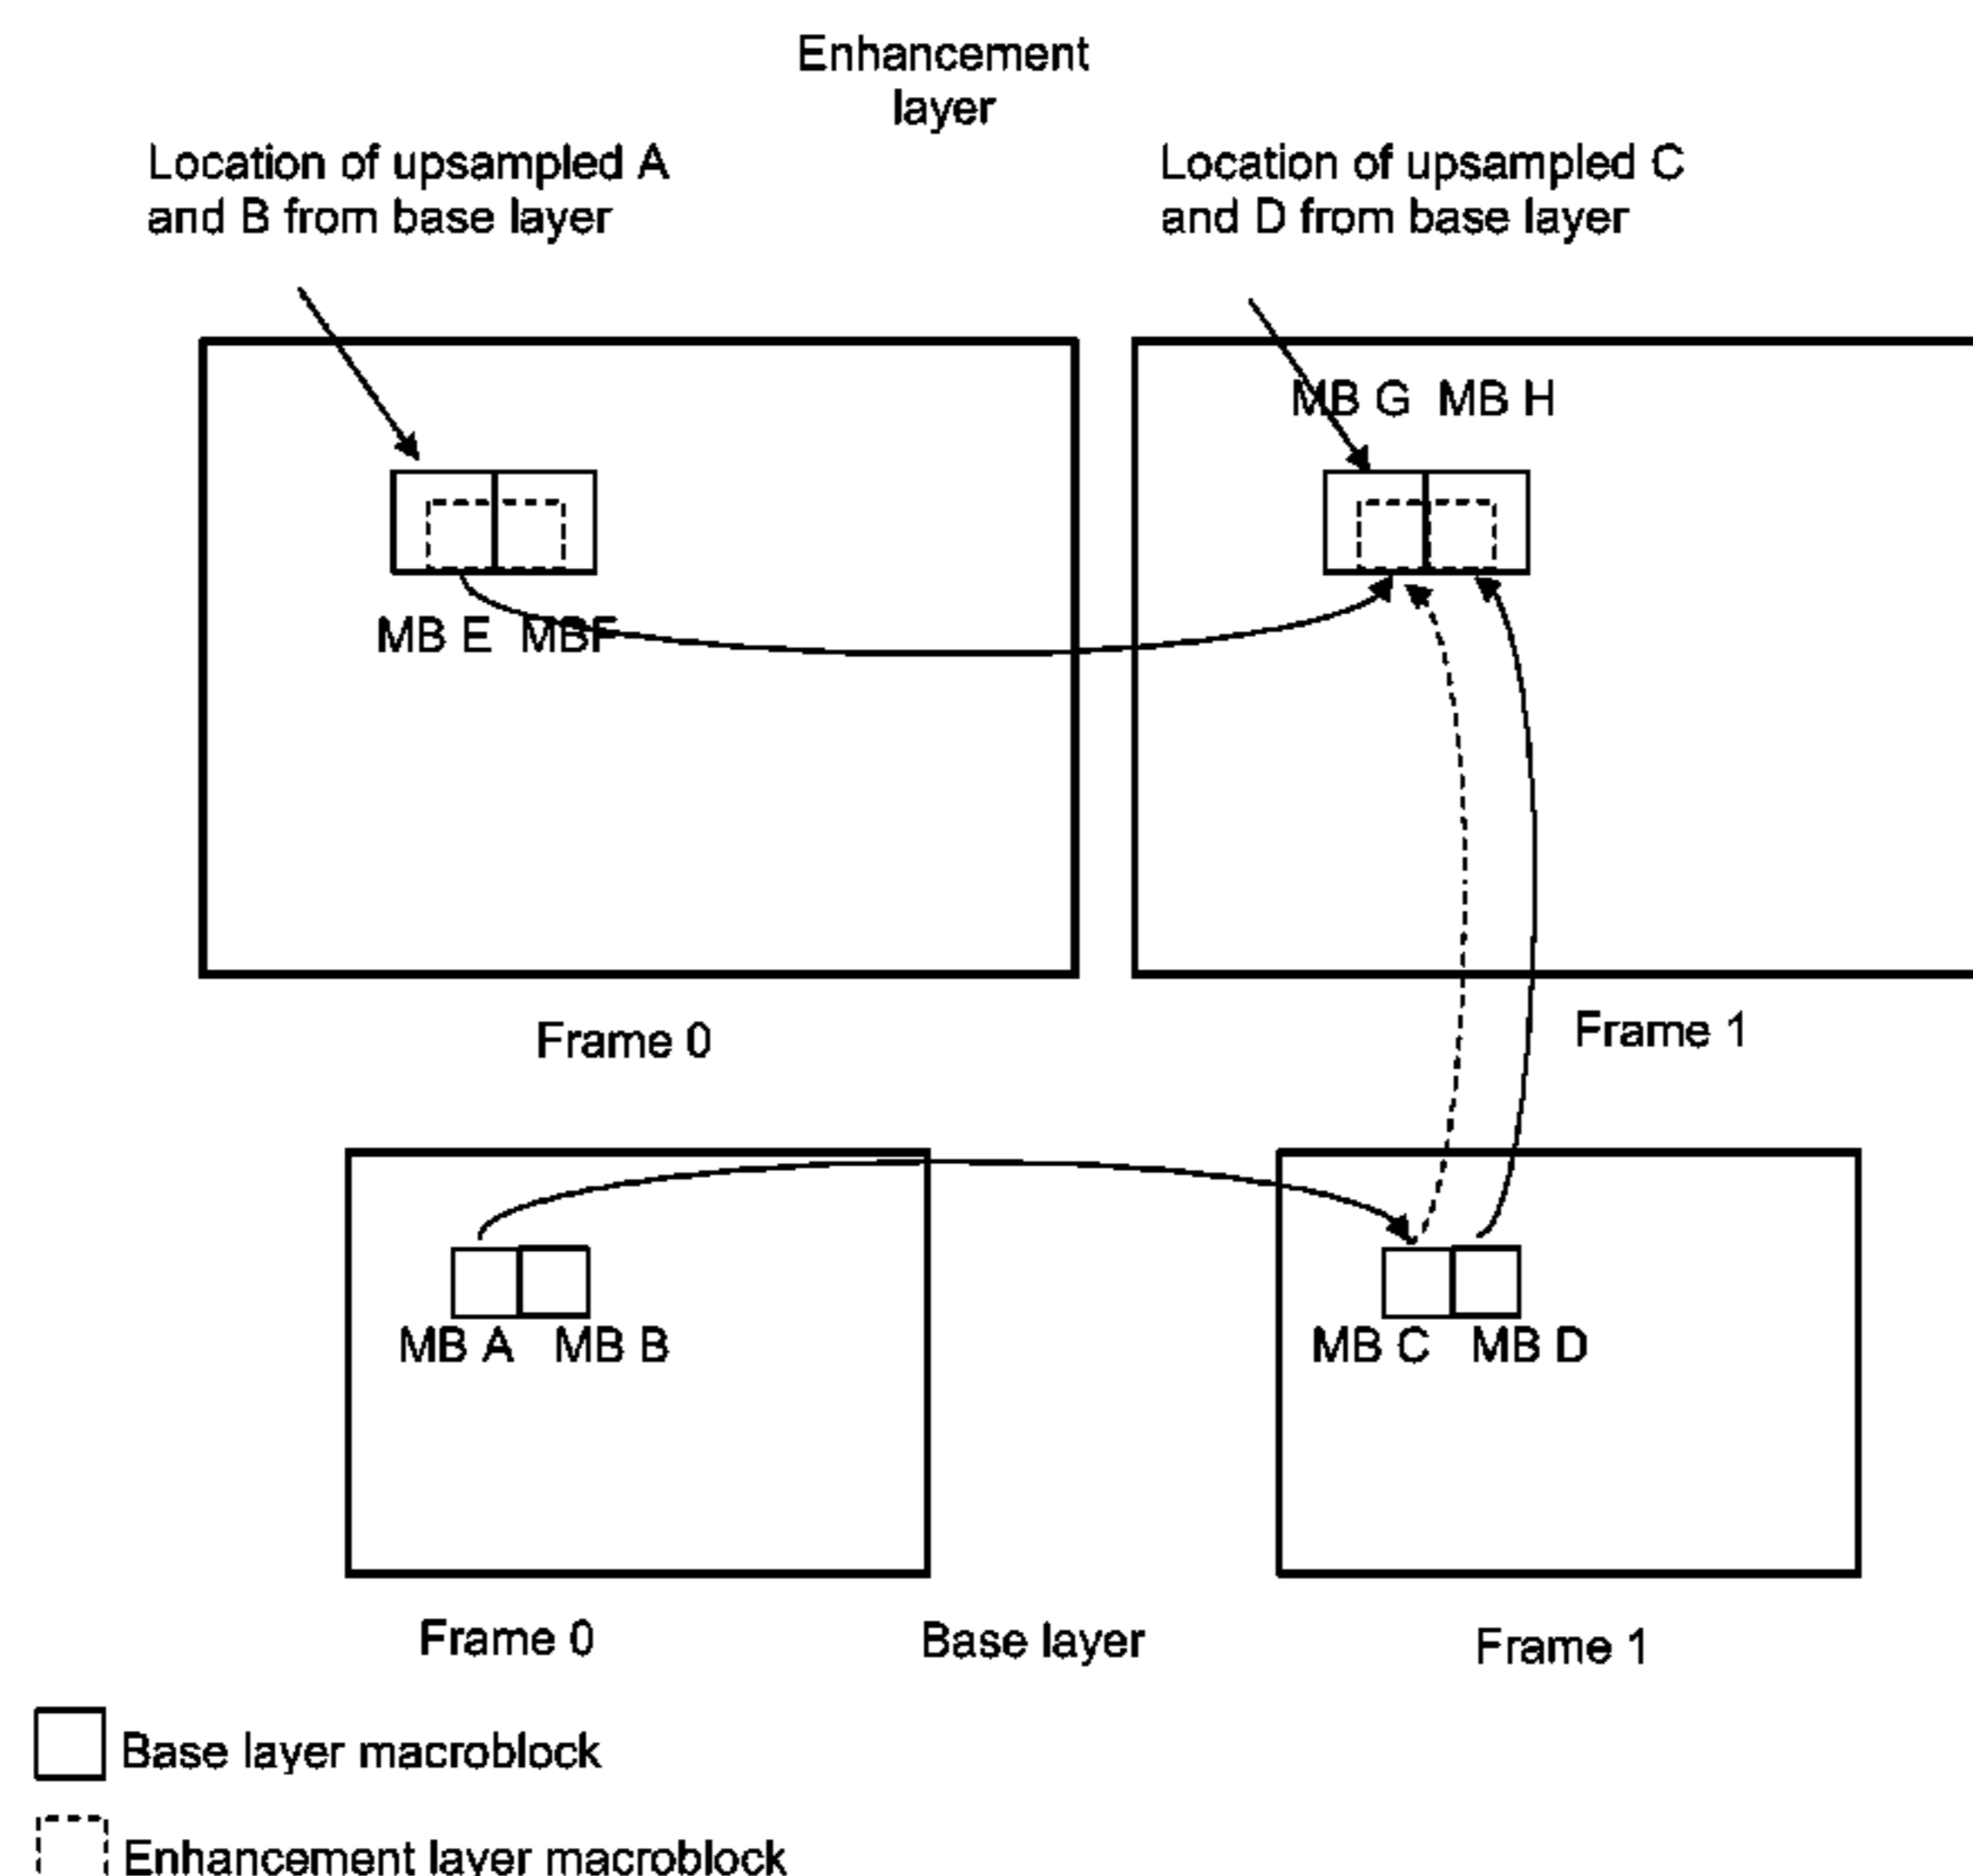 Enhancement
layer
Location of upsampled A
and B from base layer
Location of upsampled C
and D from base layer
MB G MB H
MB E MBF
Frame 0
Frame 1
MB A MB B
MB C MB D
Frame 0
Base layer
Frame 1
Base layer macroblock
Enhancement layer macroblock